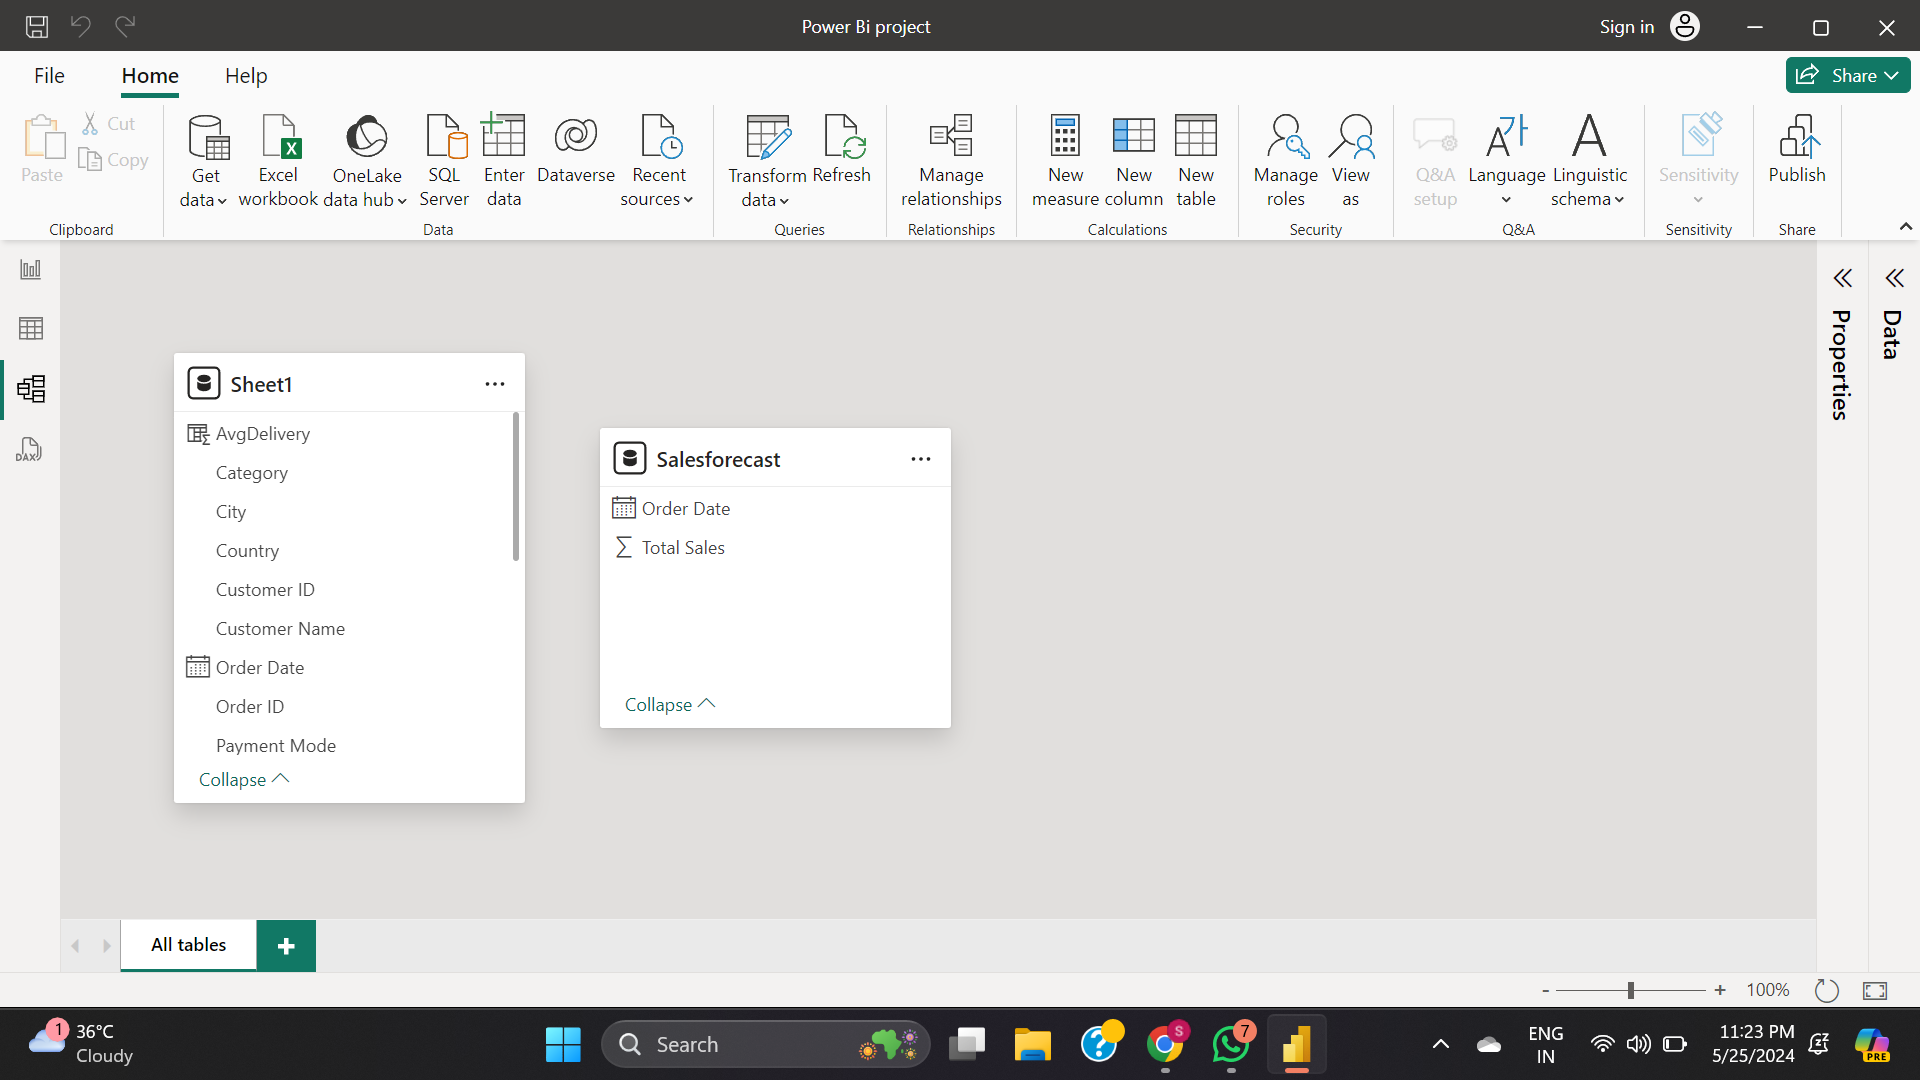 Power Bi project
Sign in
File
Home
Help
Share
Paste
Cut
Copy
Clipboard
Get data
Excel workbook
OneLake data hub
SQL Server
Enter data
Dataverse
Recent sources
Data
Transform data
Refresh
Queries
Manage relationships
Relationships
New measure
New column
New table
Calculations
Manage roles
View as
Security
Q&A setup
Language
Linguistic schema
Q&A
Sensitivity
Sensitivity
Publish
Share
DAX
Sheet1
AvgDelivery
Category
City
Country
Customer ID
Customer Name
Order Date
Order ID
Payment Mode
Collapse
Salesforecast
Order Date
Total Sales
Collapse
Properties
Data
All tables
+
- + 100%
1
36°C
Cloudy
Search
S
7
ENG
IN
11:23 PM
5/25/2024
PRE